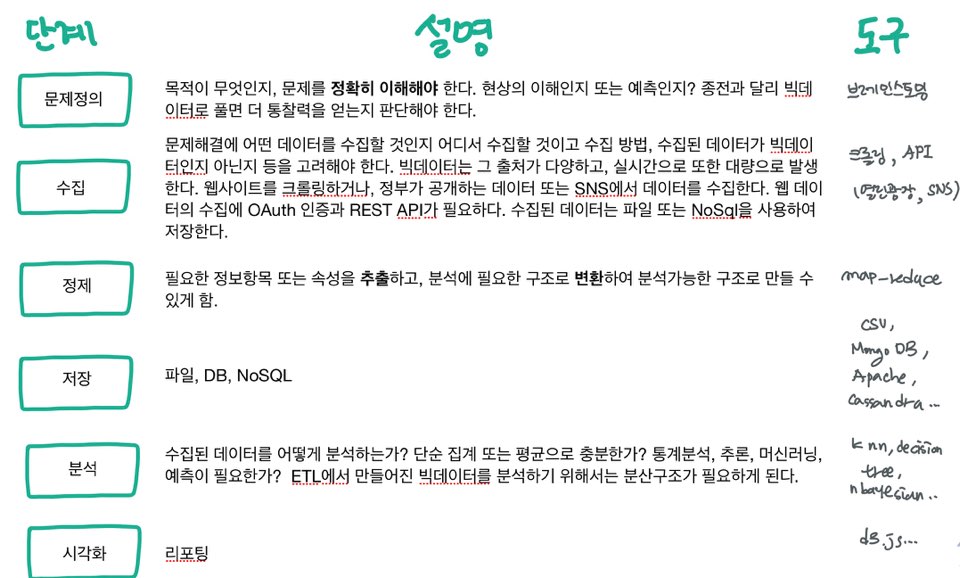 단계 설명 도구
문제정의
목적이 무엇인지, 문제를 정확히 이해해야 한다. 현상의 이해인지 또는 예측인지? 종전과 달리 빅데
이터로 풀면 더 통찰력을 얻는지 판단해야 한다.
브레인스토밍
수집
문제해결에 어떤 데이터를 수집할 것인지 어디서 수집할 것이고 수집 방법, 수집된 데이터가 빅데이
터인지 아닌지 등을 고려해야 한다. 빅데이터는 그 출처가 다양하고, 실시간으로 또한 대량으로 발생
한다. 웹사이트를 크롤링하거나, 정부가 공개하는 데이터 또는 SNS에서 데이터를 수집한다. 웹 데이
터의 수집에 OAuth 인증과 REST API가 필요하다. 수집된 데이터는 파일 또는 NoSql을 사용하여
저장한다.
크롤링, API
(열린광장, SNS)
정제
필요한 정보항목 또는 속성을 추출하고, 분석에 필요한 구조로 변환하여 분석가능한 구조로 만들 수
있게 함.
map-reduce
저장
파일, DB, NoSQL
CSV,
Mongo DB,
Apache,
Cassandra...
분석
수집된 데이터를 어떻게 분석하는가? 단순 집계 또는 평균으로 충분한가? 통계분석, 추론, 머신러닝,
예측이 필요한가? ETL에서 만들어진 빅데이터를 분석하기 위해서는 분산구조가 필요하게 된다.
knn, decision
tree,
nbayesian..
시각화
리포팅
d3.js...